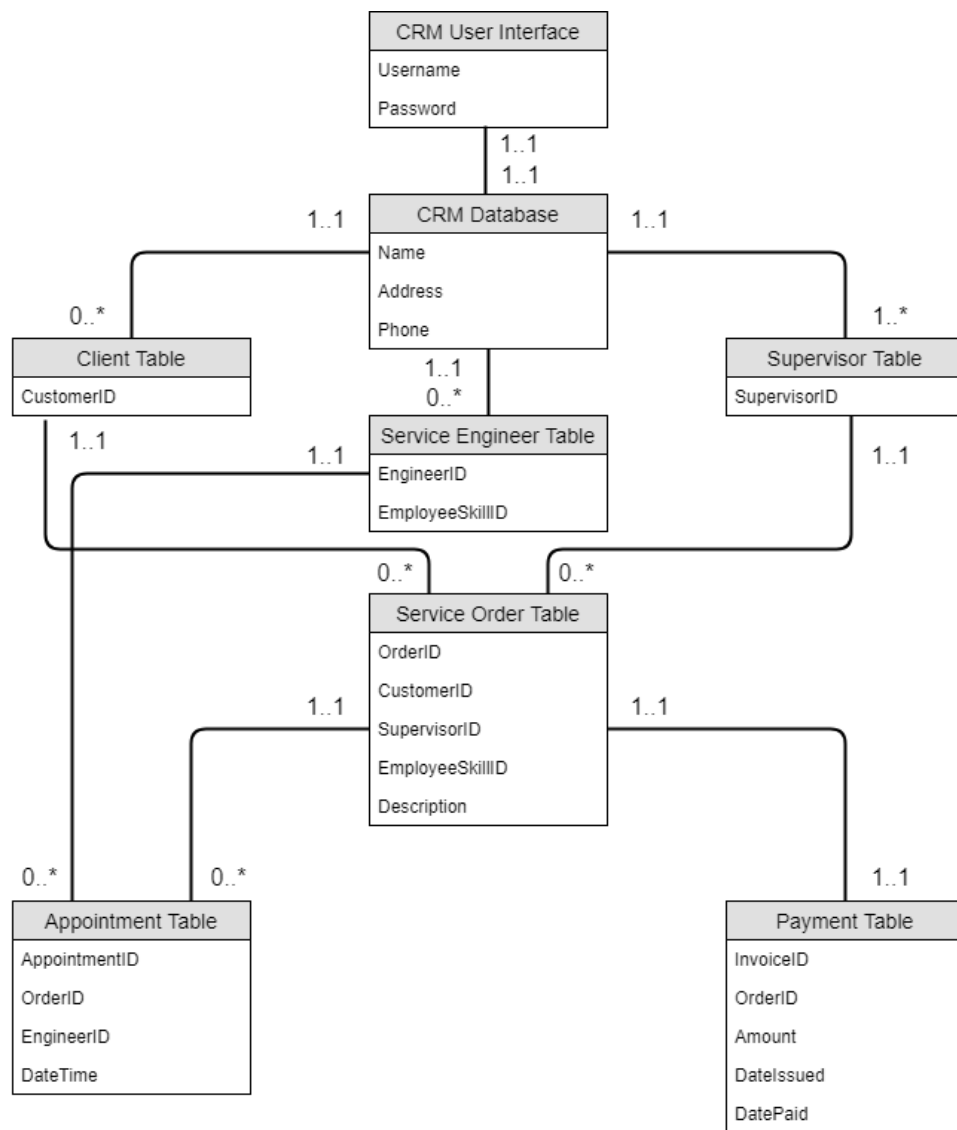 CRM User Interface
Username
Password
1..1
1..1
CRM Database
Name
Address
Phone
1..1
1..1
0..*
1..*
Client Table
CustomerID
Supervisor Table
SupervisorID
1..1
0..*
Service Engineer Table
EngineerID
EmployeeSkillID
1..1
1..1
1..1
0..*
0..*
Service Order Table
OrderID
CustomerID
SupervisorID
EmployeeSkillID
Description
1..1
1..1
0..*
0..*
1..1
Appointment Table
AppointmentID
OrderID
EngineerID
DateTime
Payment Table
InvoiceID
OrderID
Amount
DateIssued
DatePaid